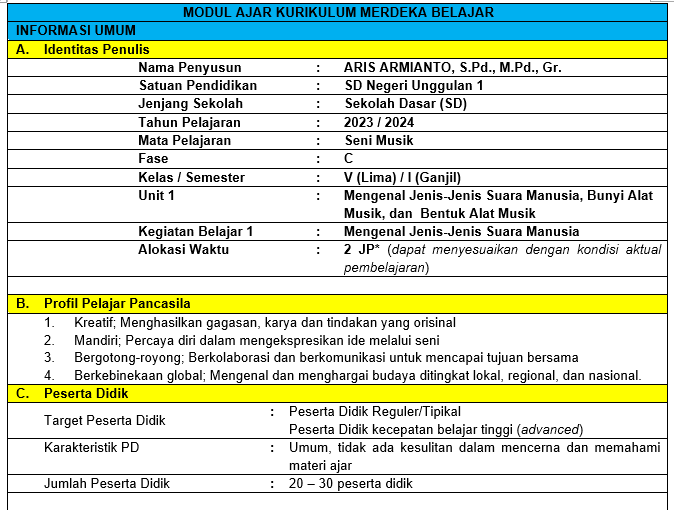 MODUL AJAR KURIKULUM MERDEKA BELAJAR
INFORMASI UMUM
A. Identitas Penulis
Nama Penyusun : ARIS ARMIANTO, S.Pd., M.Pd., Gr.
Satuan Pendidikan : SD Negeri Unggulan 1
Jenjang Sekolah : Sekolah Dasar (SD)
Tahun Pelajaran : 2023 / 2024
Mata Pelajaran : Seni Musik
Fase : C
Kelas / Semester : V (Lima) / I (Ganjil)
Unit 1 : Mengenal Jenis-Jenis Suara Manusia, Bunyi Alat
Musik, dan Bentuk Alat Musik
Kegiatan Belajar 1 : Mengenal Jenis-Jenis Suara Manusia
Alokasi Waktu : 2 JP* (dapat menyesuaikan dengan kondisi aktual
pembelajaran)
B. Profil Pelajar Pancasila
1. Kreatif; Menghasilkan gagasan, karya dan tindakan yang orisinal
2. Mandiri; Percaya diri dalam mengekspresikan ide melalui seni
3. Bergotong-royong; Berkolaborasi dan berkomunikasi untuk mencapai tujuan bersama
4. Berkebinekaan global; Mengenal dan menghargai budaya ditingkat lokal, regional, dan nasional.
C. Peserta Didik
Target Peserta Didik : Peserta Didik Reguler/Tipikal
Peserta Didik kecepatan belajar tinggi (advanced)
Karakteristik PD : Umum, tidak ada kesulitan dalam mencerna dan memahami
materi ajar
Jumlah Peserta Didik : 20 – 30 peserta didik